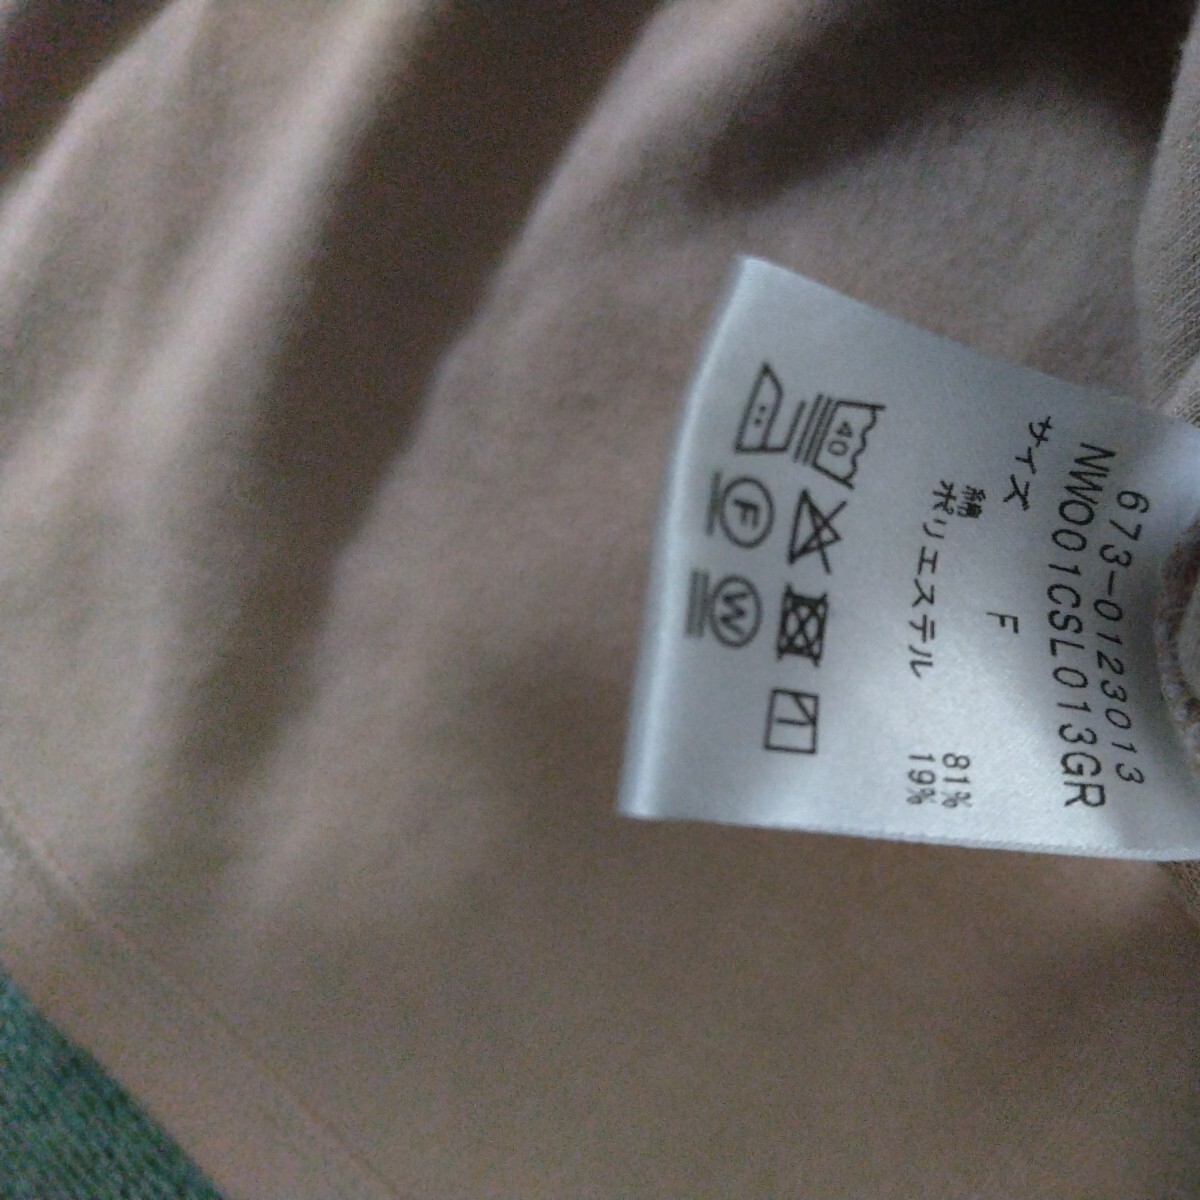 673-0123013
NW001CSL013GR
サイズ F
綿 81%
ポリエステル 19%
40
F W